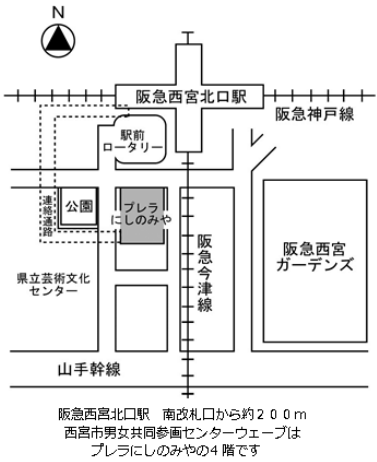 N
阪急西宮北口駅
阪急神戸線
駅前
ロータリー
連絡通路
公園
プレラ
にしのみや
阪急今津線
阪急西宮
ガーデンズ
県立芸術文化
センター
山手幹線
阪急西宮北口駅　南改札口から約２００ｍ
西宮市男女共同参画センターウェーブは
プレラにしのみやの４階です